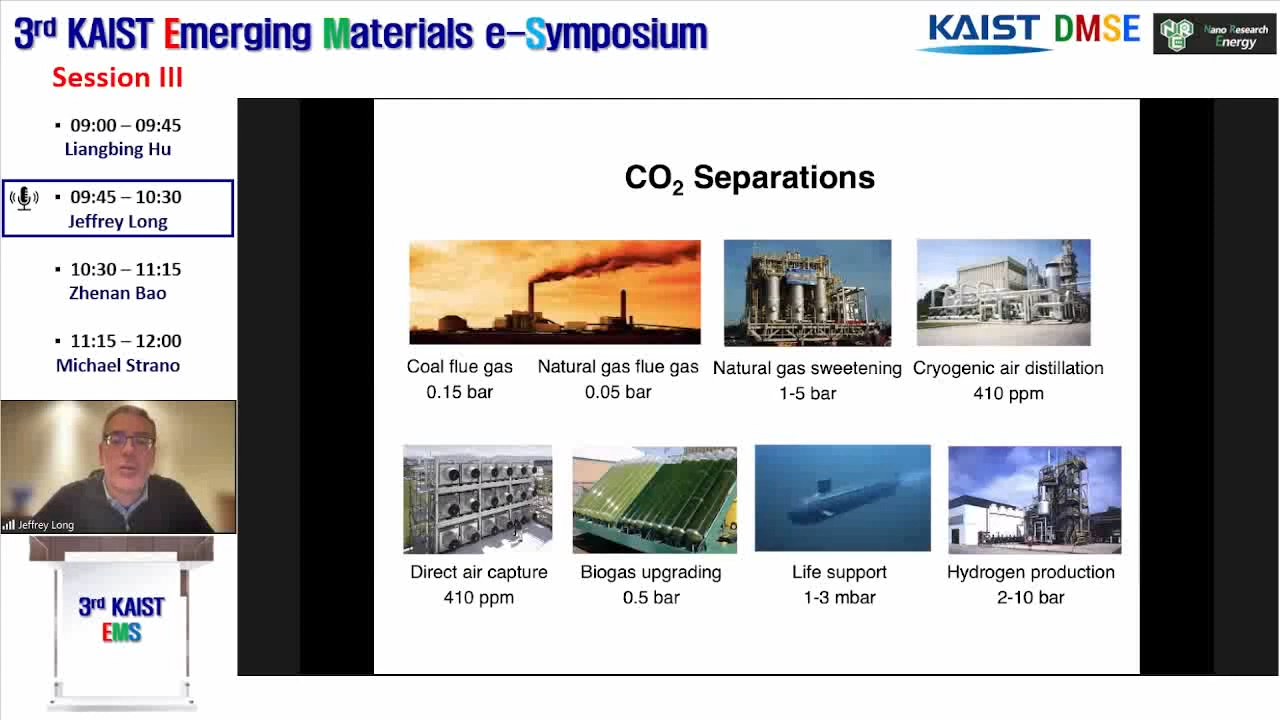 3rd KAIST Emerging Materials e-Symposium
KAIST DMSE
Nano Research
Energy
Session III
▪ 09:00 – 09:45
Liangbing Hu
▪ 09:45 – 10:30
Jeffrey Long
▪ 10:30 – 11:15
Zhenan Bao
▪ 11:15 – 12:00
Michael Strano
Jeffrey Long
3rd KAIST
EMS
CO2 Separations
Coal flue gas
0.15 bar
Natural gas flue gas
0.05 bar
Natural gas sweetening
1-5 bar
Cryogenic air distillation
410 ppm
Direct air capture
410 ppm
Biogas upgrading
0.5 bar
Life support
1-3 mbar
Hydrogen production
2-10 bar